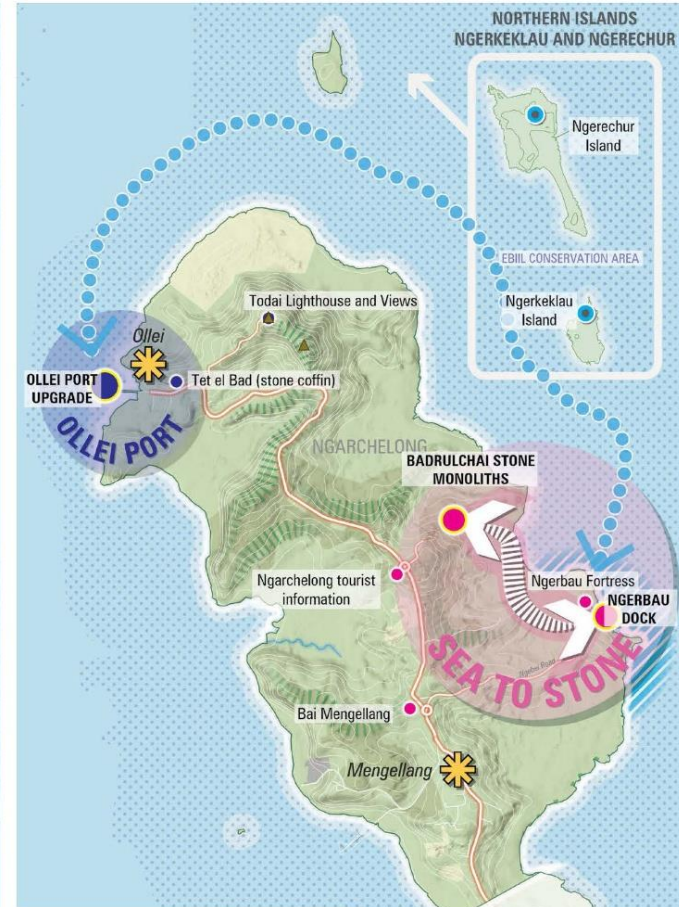 NORTHERN ISLANDS
NGERKEKLAU AND NGERECHUR
Ngerechur
Island
EBIIL CONSERVATION AREA
Ngerkeklau
Island
Todai Lighthouse and Views
Ollei
OLLEI PORT
UPGRADE
Tet el Bad (stone coffin)
OLLEI PORT
NGARCHELONG
BADRULCHAI STONE
MONOLITHS
Ngarchelong tourist
information
Ngerbau Fortress
NGERBAU
DOCK
SEA TO STONE
Bai Mengellang
Mengellang